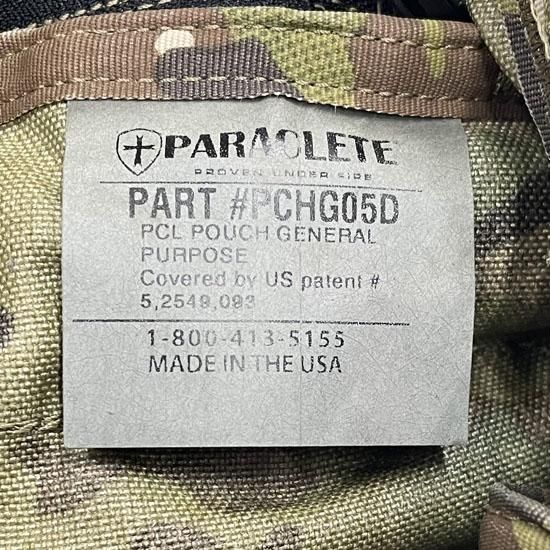 PARACLETE
PROVEN UNDER FIRE
PART #PCHG05D
PCL POUCH GENERAL
PURPOSE
Covered by US patent #
5,2549,093
1-800-413-5155
MADE IN THE USA